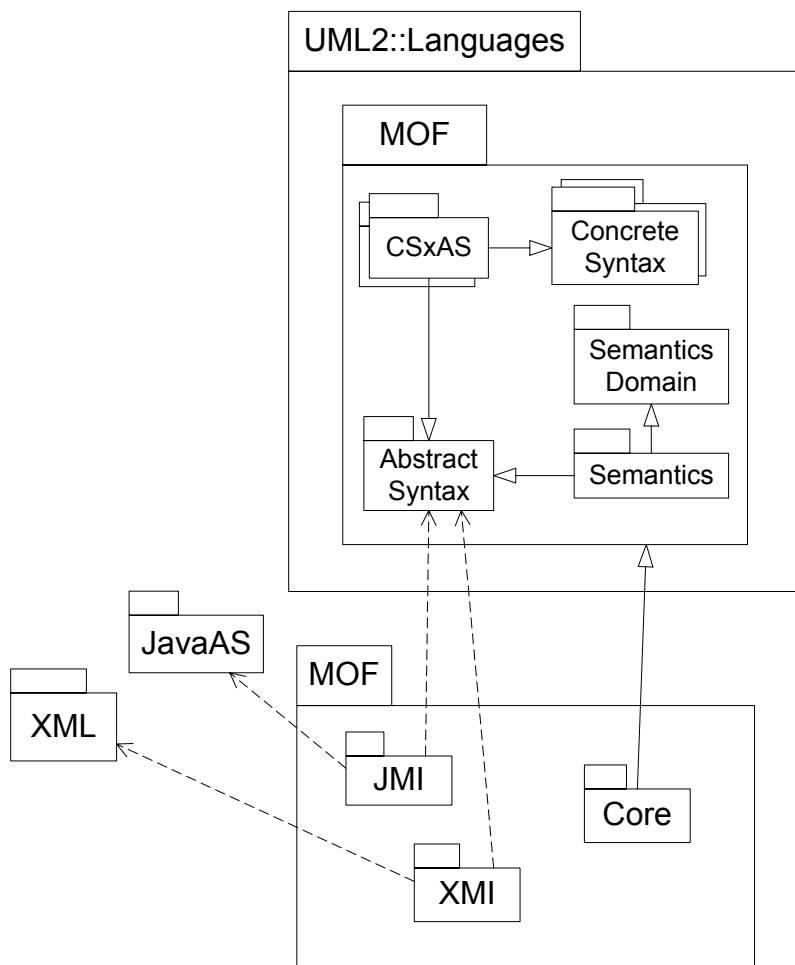 UML2::Languages
MOF
CSxAS
Concrete
Syntax
Semantics
Domain
Abstract
Syntax
Semantics
JavaAS
MOF
XML
JMI
Core
XMI